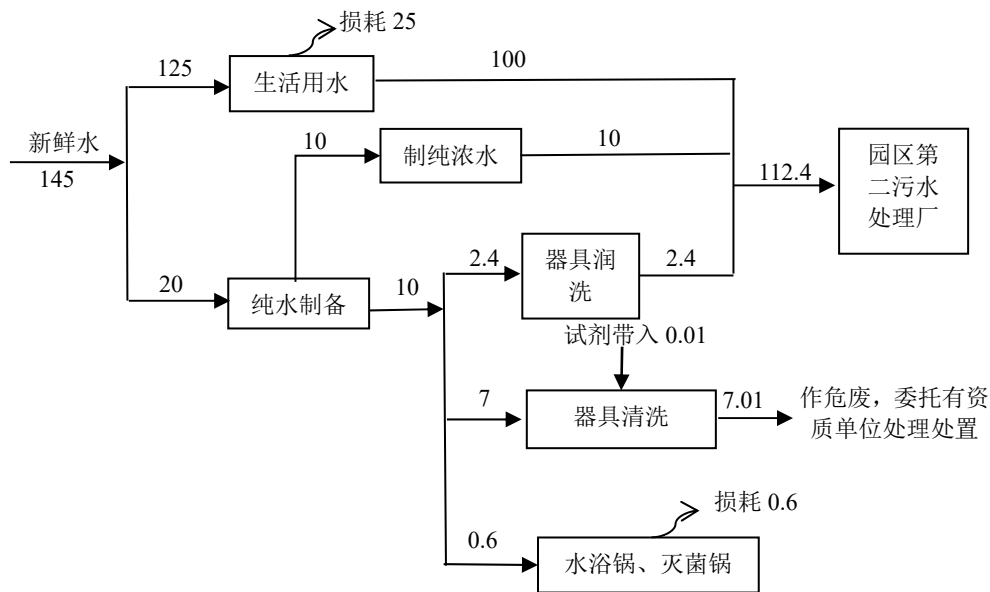 损耗 25
125
生活用水
100
新鲜水
145
10
制纯浓水
10
园区第
二污水
处理厂
112.4
20
纯水制备
10
2.4
器具润
洗
2.4
试剂带入 0.01
7
器具清洗
7.01
作危废，委托有资
质单位处理处置
损耗 0.6
0.6
水浴锅、灭菌锅